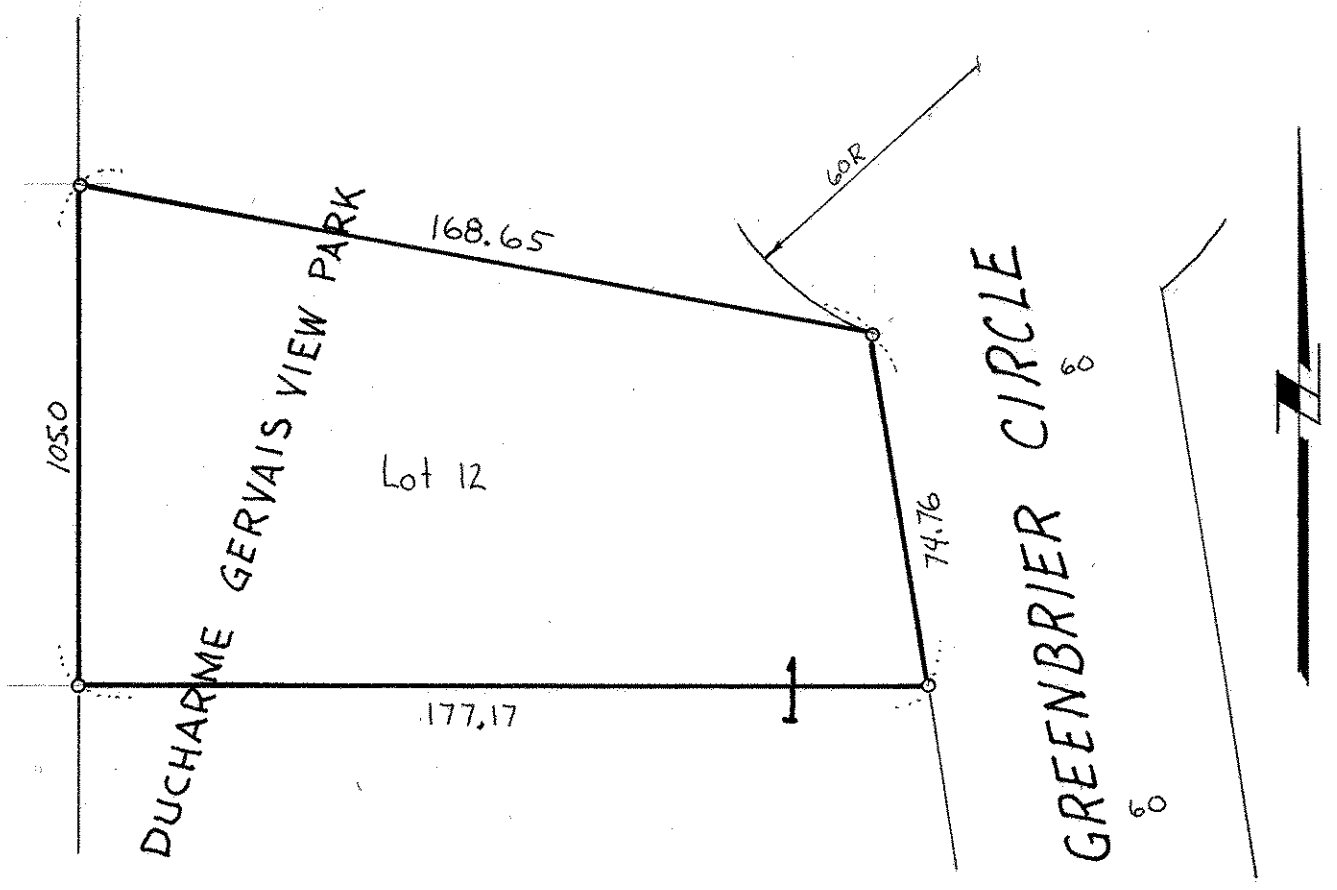 60R
168.65
DUCHARME GERVAIS VIEW PARK
GREENBRIER CIRCLE
60
105.0
Lot 12
74.76
177.17
1
60
Z